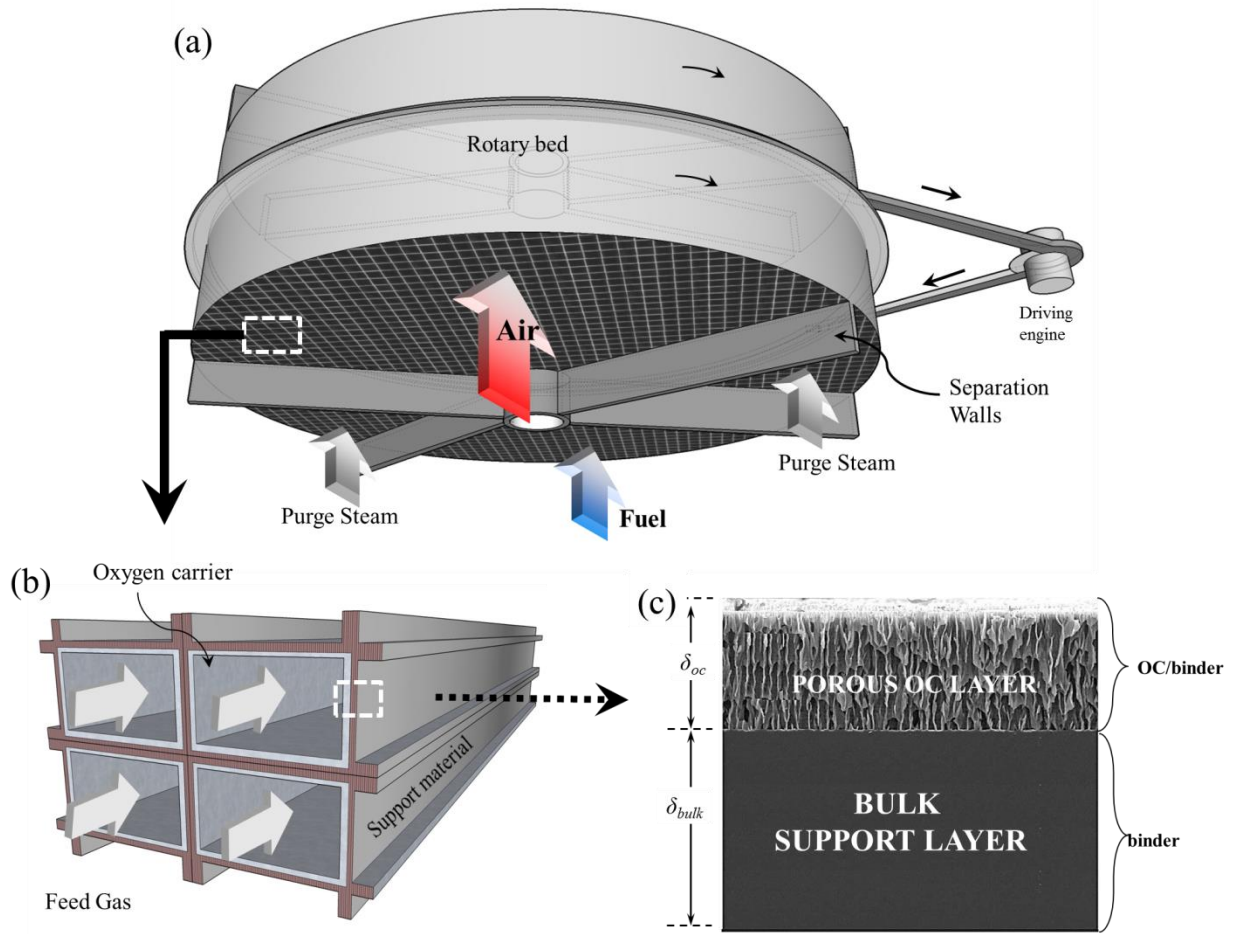 (a)
Rotary bed
Air
Driving
engine
Separation
Walls
Purge Steam
Purge Steam
Fuel
(b)
Oxygen carrier
Support material
Feed Gas
(c)
δoc
POROUS OC LAYER
OC/binder
δbulk
BULK
SUPPORT LAYER
binder